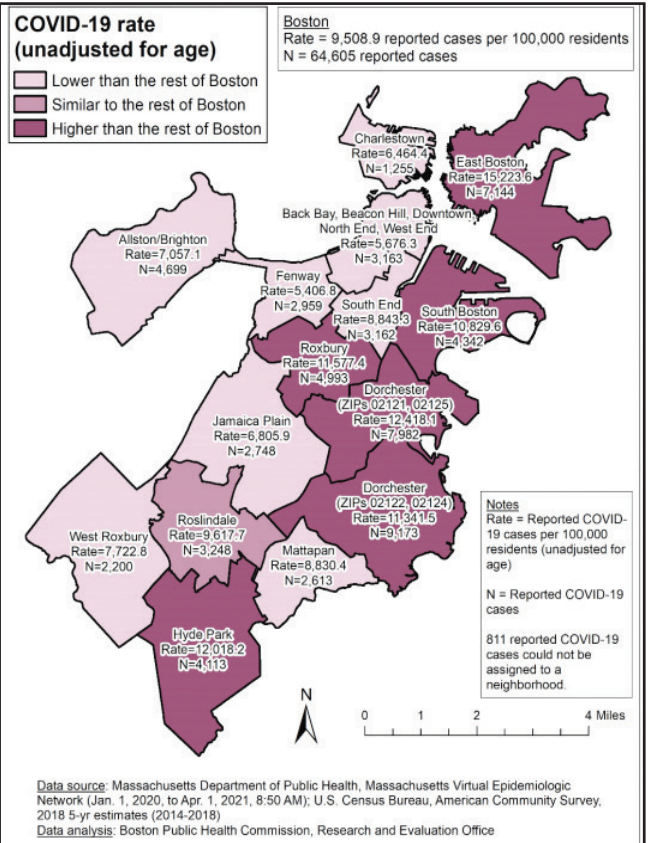 COVID-19 rate
(unadjusted for age)
Lower than the rest of Boston
Similar to the rest of Boston
Higher than the rest of Boston
Boston
Rate = 9,508.9 reported cases per 100,000 residents
N = 64,605 reported cases
Charlestown
Rate=6,464.4
N=1,255
East Boston
Rate=15,223.6
N=7,144
Back Bay, Beacon Hill, Downtown,
North End, West End
Rate=5,676.3
N=3,163
Allston/Brighton
Rate=7,057.1
N=4,699
Fenway
Rate=5,406.8
N=2,959
South End
Rate=8,843.3
N=3,162
South Boston
Rate=10,829.6
N=4,342
Roxbury
Rate=11,577.4
N=4,993
Dorchester
(ZIPs 02121, 02125)
Rate=12,418.1
N=7,982
Jamaica Plain
Rate=6,805.9
N=2,748
Dorchester
(ZIPs 02122, 02124)
Rate=11,341.5
N=9,173
West Roxbury
Rate=7,722.8
N=2,200
Roslindale
Rate=9,617.7
N=3,248
Mattapan
Rate=8,830.4
N=2,613
Hyde Park
Rate=12,018.2
N=4,113
Notes
Rate = Reported COVID-
19 cases per 100,000
residents (unadjusted for
age)
N = Reported COVID-19
cases
811 reported COVID-19
cases could not be
assigned to a
neighborhood.
N
0 1 2 4 Miles
Data source: Massachusetts Department of Public Health, Massachusetts Virtual Epidemiologic
Network (Jan. 1, 2020, to Apr. 1, 2021, 8:50 AM); U.S. Census Bureau, American Community Survey,
2018 5-yr estimates (2014-2018)
Data analysis: Boston Public Health Commission, Research and Evaluation Office